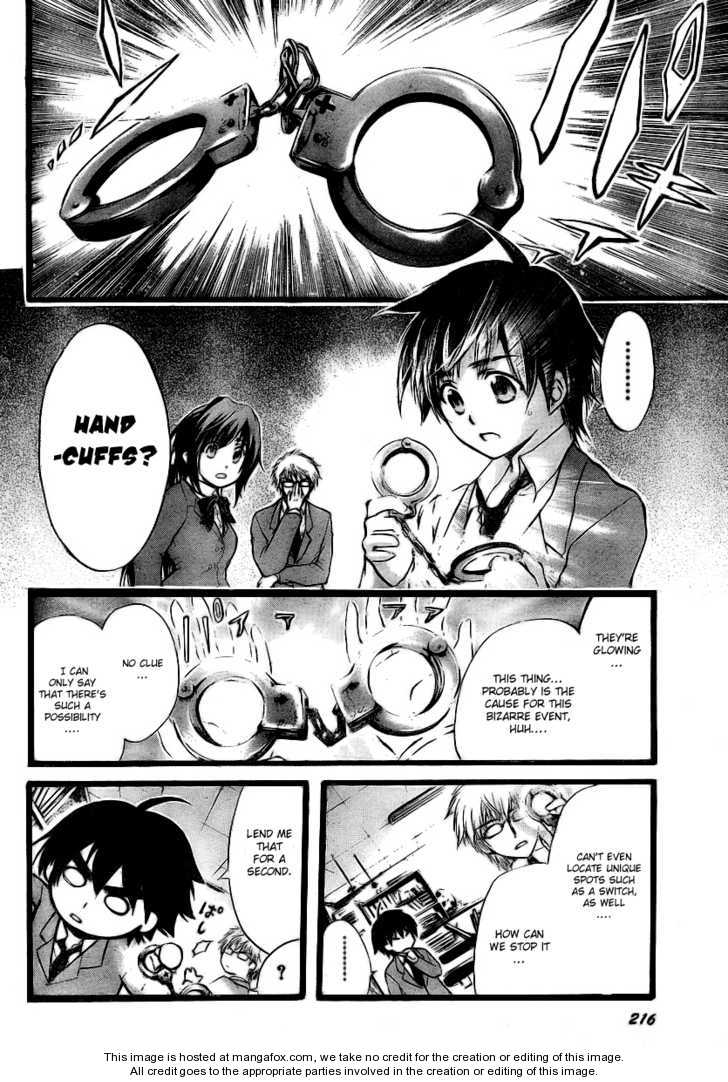 ........
HAND
-CUFFS?
THEY'RE
GLOWING
...
THIS THING...
PROBABLY IS THE
CAUSE FOR THIS
BIZARRE EVENT,
HUH....
NO CLUE
...
I CAN
ONLY SAY
THAT THERE'S
SUCH A
POSSIBILITY
....
CAN'T EVEN
LOCATE UNIQUE
SPOTS SUCH
AS A SWITCH,
AS WELL
....
HOW CAN
WE STOP IT
...
........
LEND ME
THAT
FOR A
SECOND.
ぱし
?
216
This image is hosted at mangafox.com, we take no credit for the creation or editing of this image.
All credit goes to the appropriate parties involved in the creation or editing of this image.